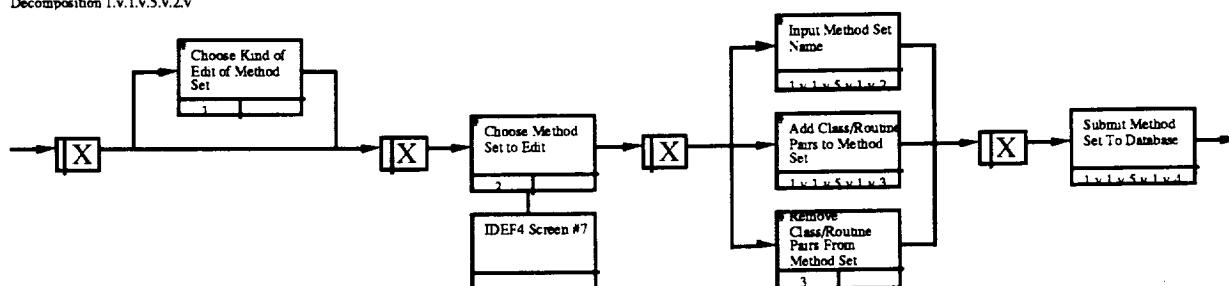 Decomposition 1.v.1.v.5.v.2.v
Choose Kind of
Edit of Method
Set
1
X
X
Choose Method
Set to Edit
2
IDEF4 Screen #7
X
Input Method Set
Name
1.v.1.v.5.v.1.v.2
Add Class/Routine
Pairs to Method
Set
1.v.1.v.5.v.1.v.3
Remove
Class/Routine
Pairs From
Method Set
3
X
Submit Method
Set To Database
1.v.1.v.5.v.1.v.4